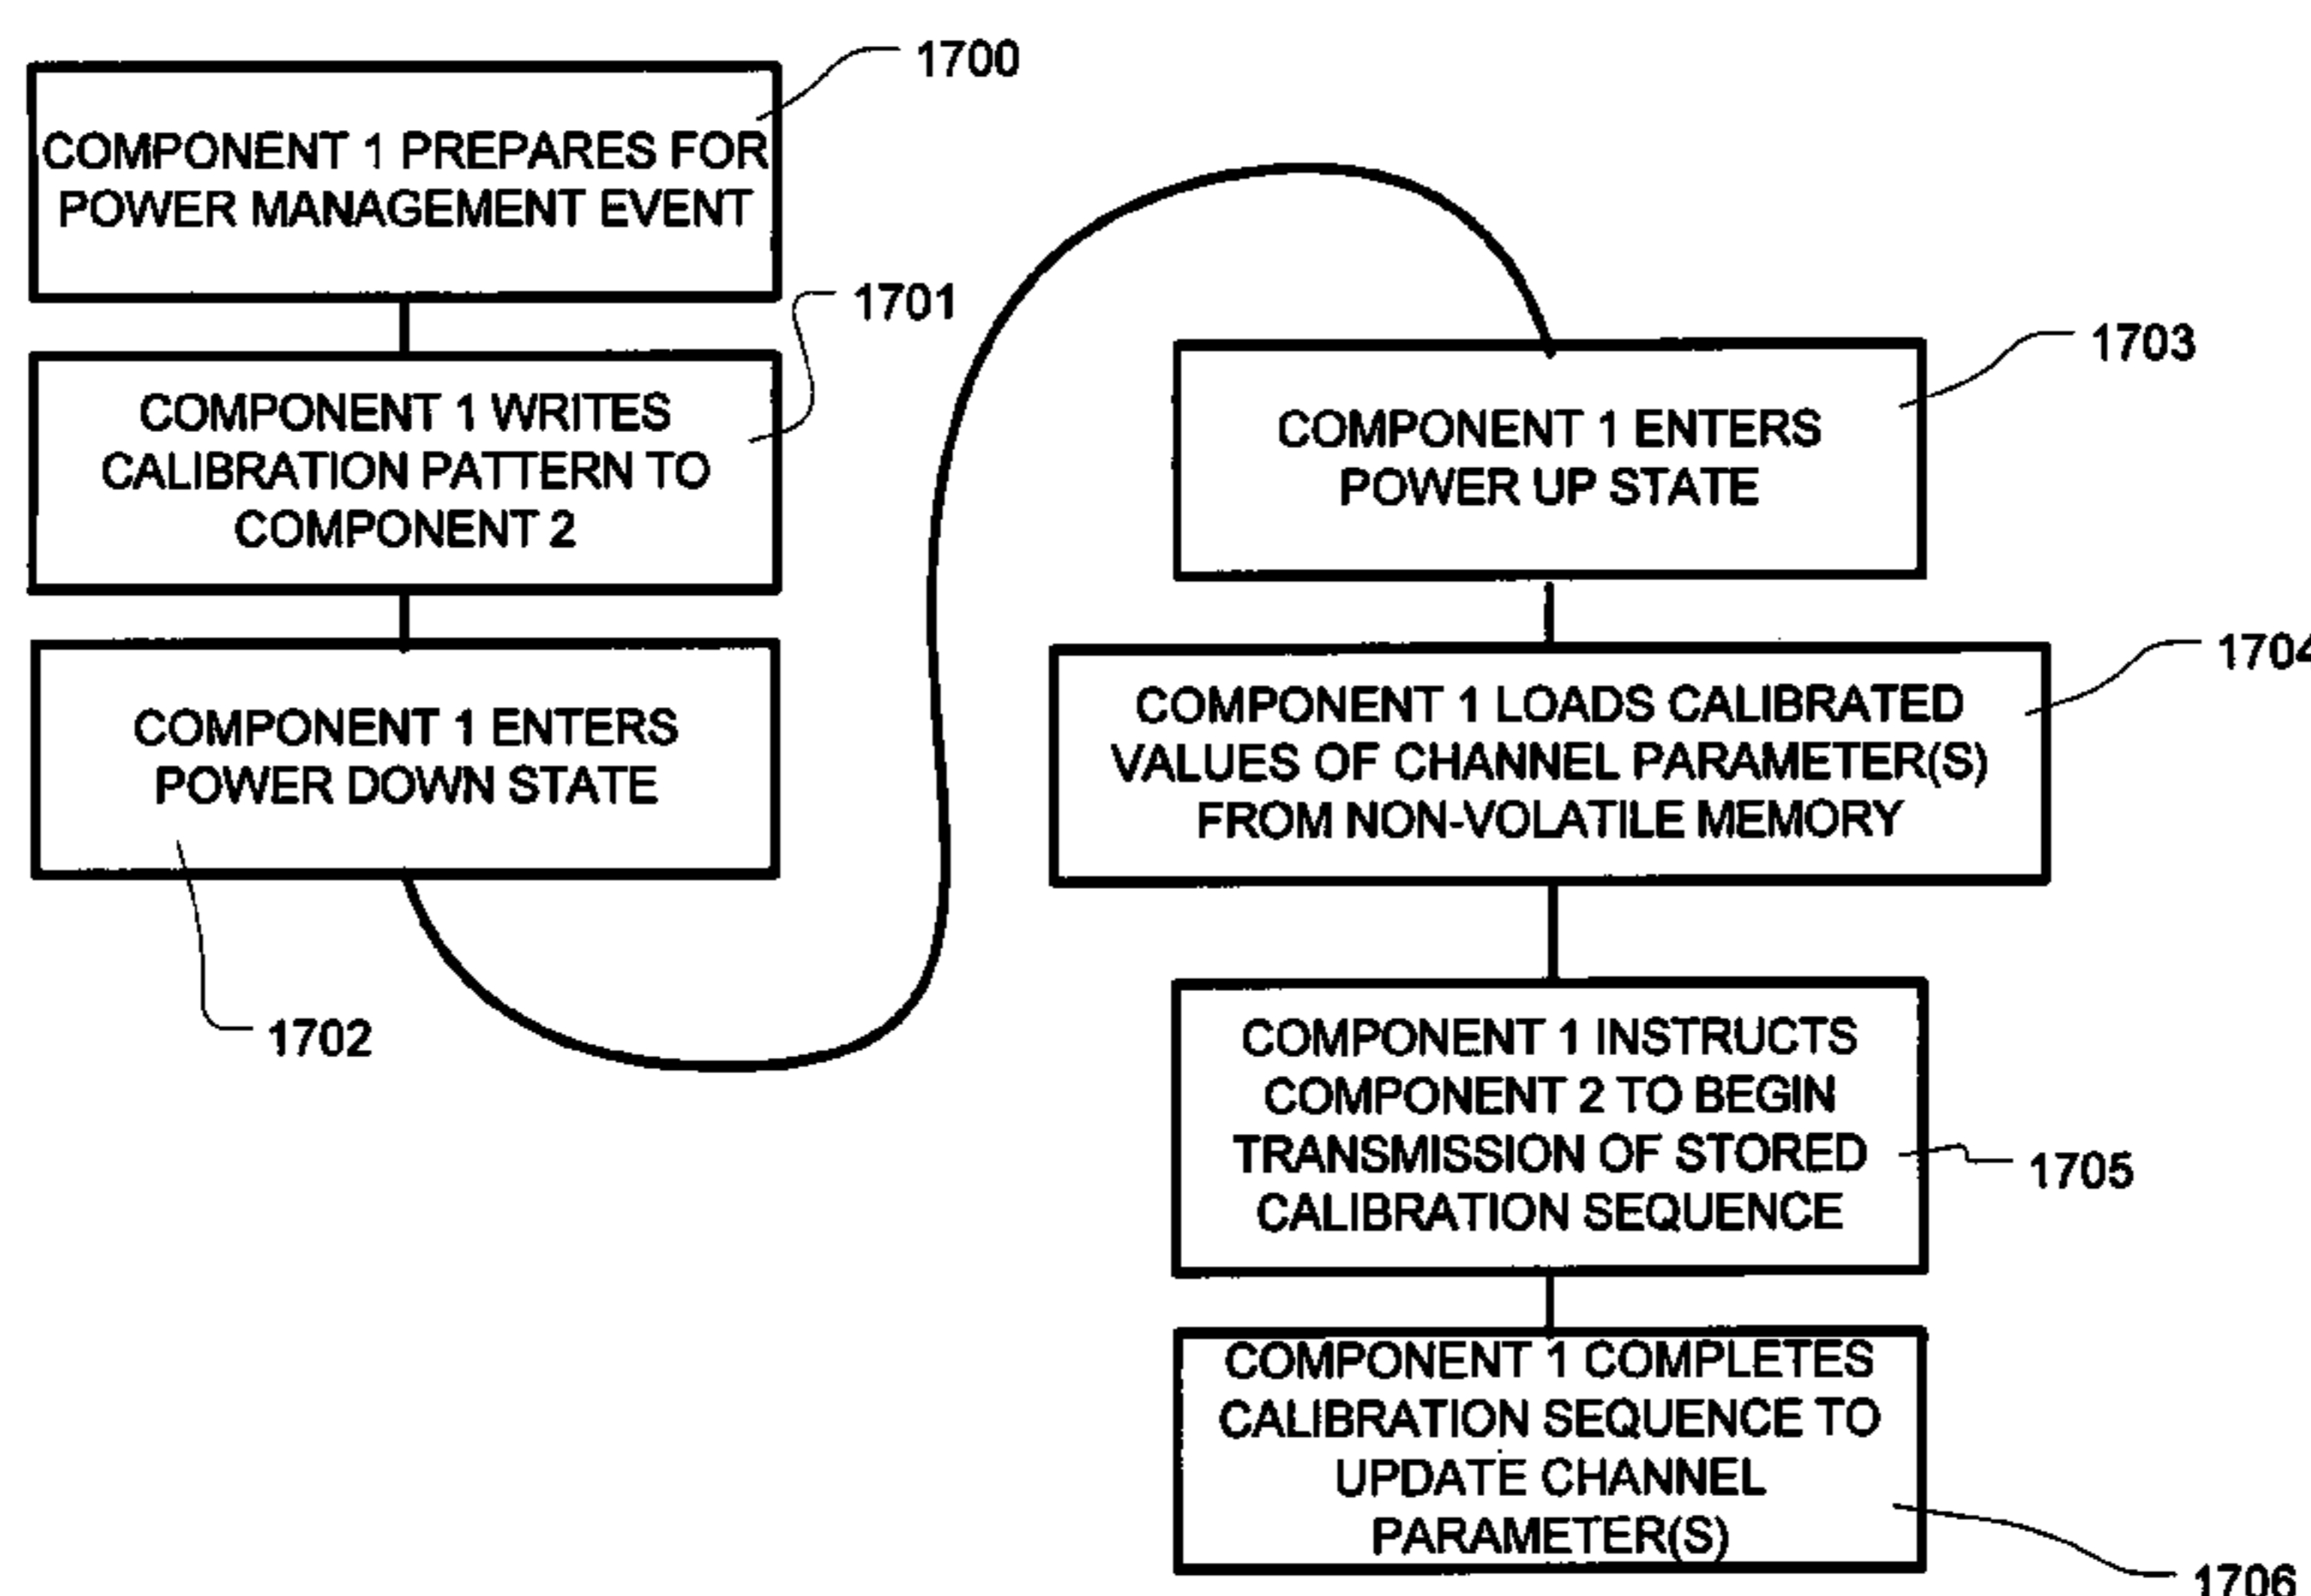 1700
COMPONENT 1 PREPARES FOR
POWER MANAGEMENT EVENT
1701
COMPONENT 1 WRITES
CALIBRATION PATTERN TO
COMPONENT 2
COMPONENT 1 ENTERS
POWER DOWN STATE
1702
1703
COMPONENT 1 ENTERS
POWER UP STATE
1704
COMPONENT 1 LOADS CALIBRATED
VALUES OF CHANNEL PARAMETER(S)
FROM NON-VOLATILE MEMORY
COMPONENT 1 INSTRUCTS
COMPONENT 2 TO BEGIN
TRANSMISSION OF STORED
CALIBRATION SEQUENCE
1705
COMPONENT 1 COMPLETES
CALIBRATION SEQUENCE TO
UPDATE CHANNEL
PARAMETER(S)
1706